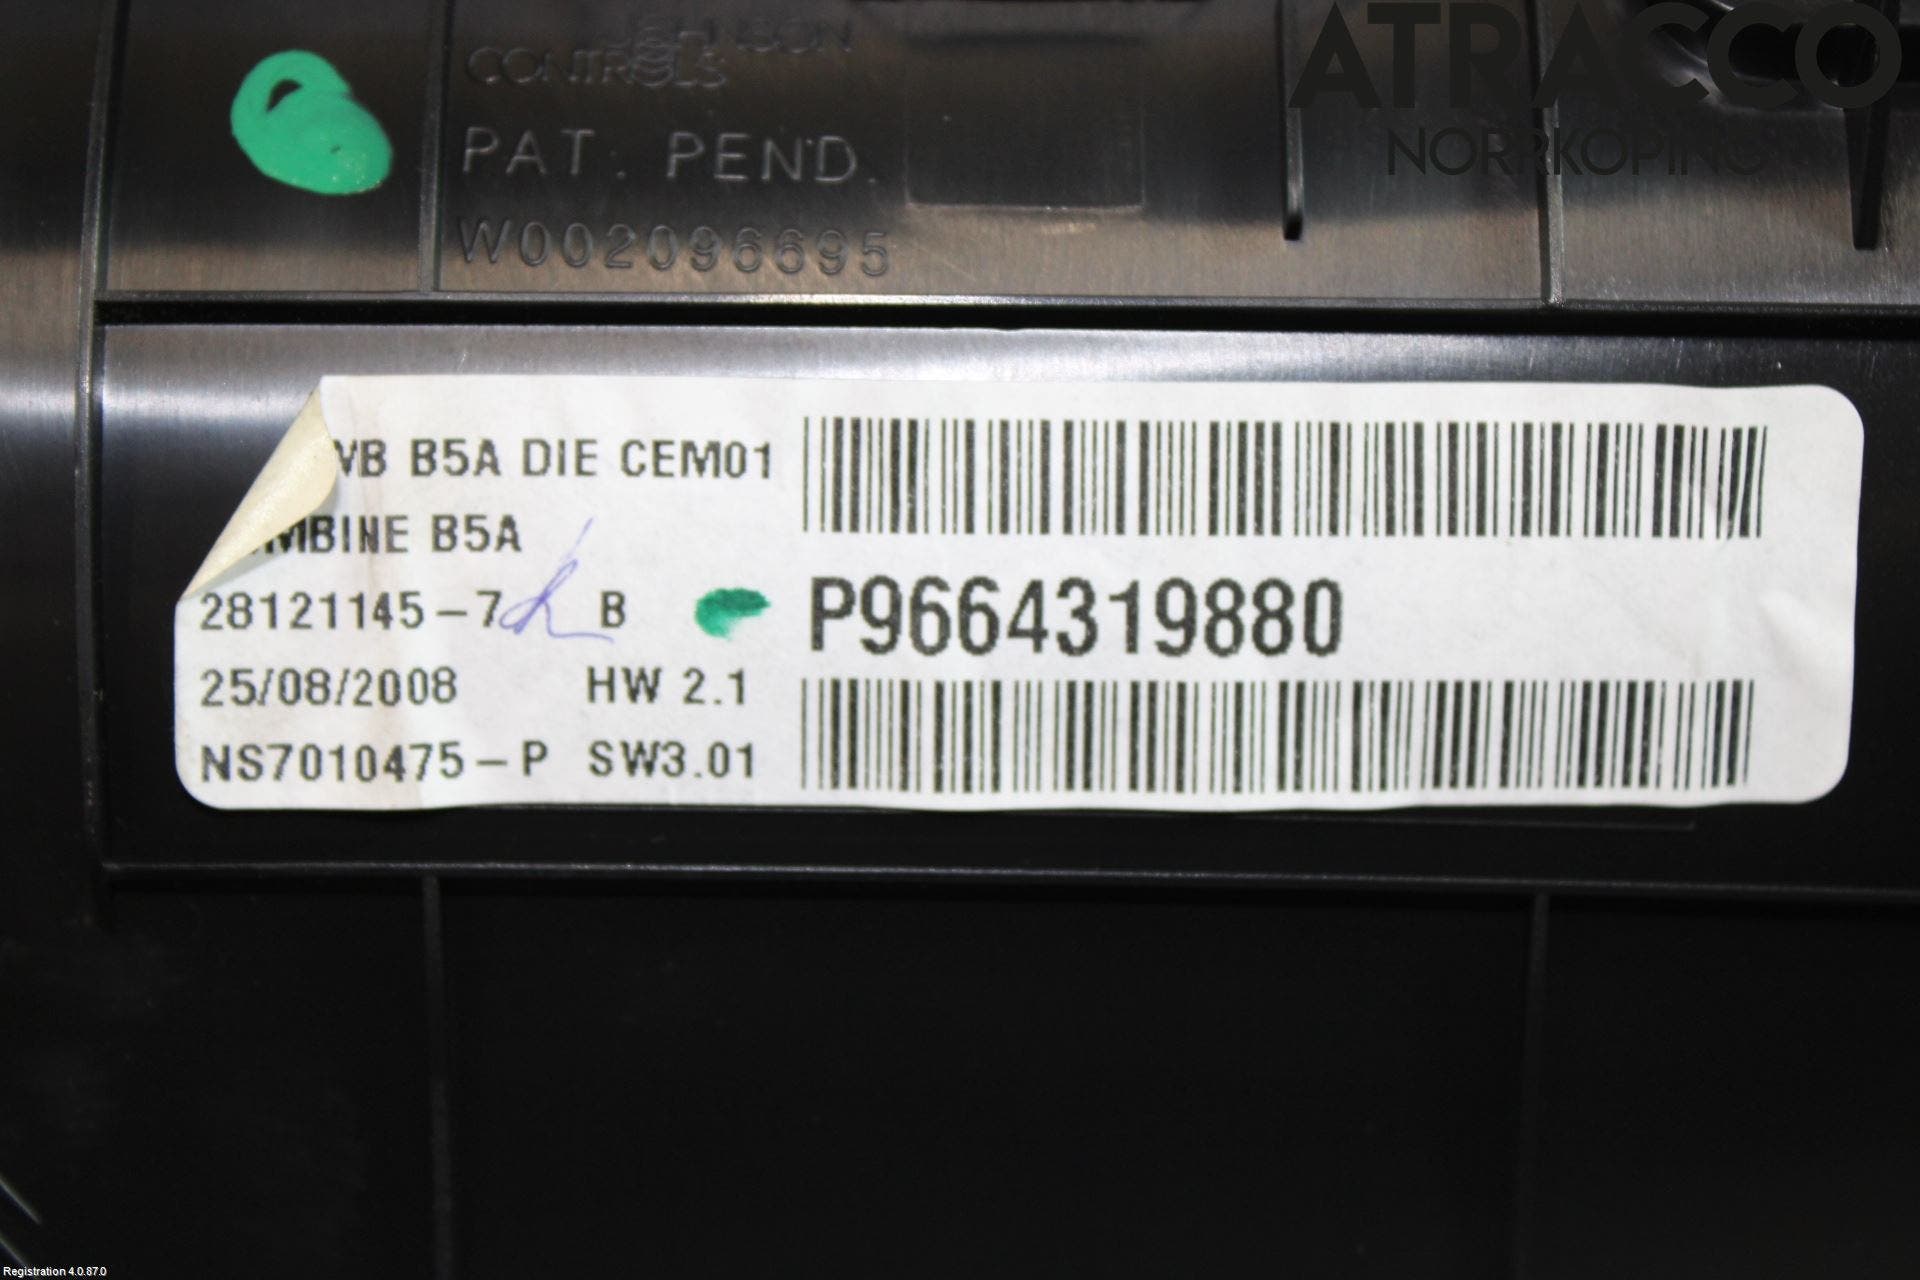 ATRACCO
NORRKÖPING
JOHNSON
CONTROLS
PAT. PEND.
W002096695
VB B5A DIE CEM01
MBINE B5A
28121145-7 B
P9664319880
25/08/2008 HW 2.1
NS7010475-P SW3.01
Registration 4.0.87.0